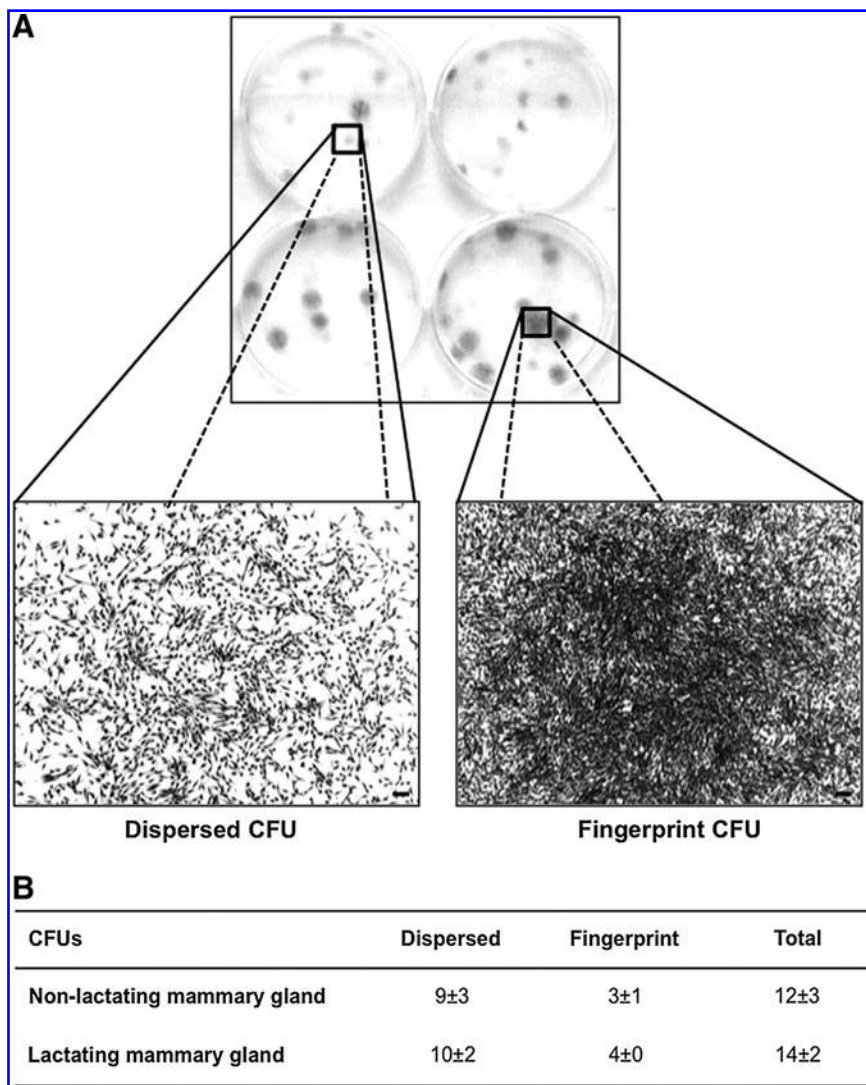 A
Dispersed CFU Fingerprint CFU
B
CFUs Dispersed Fingerprint Total
Non-lactating mammary gland 9±3 3±1 12±3
Lactating mammary gland 10±2 4±0 14±2